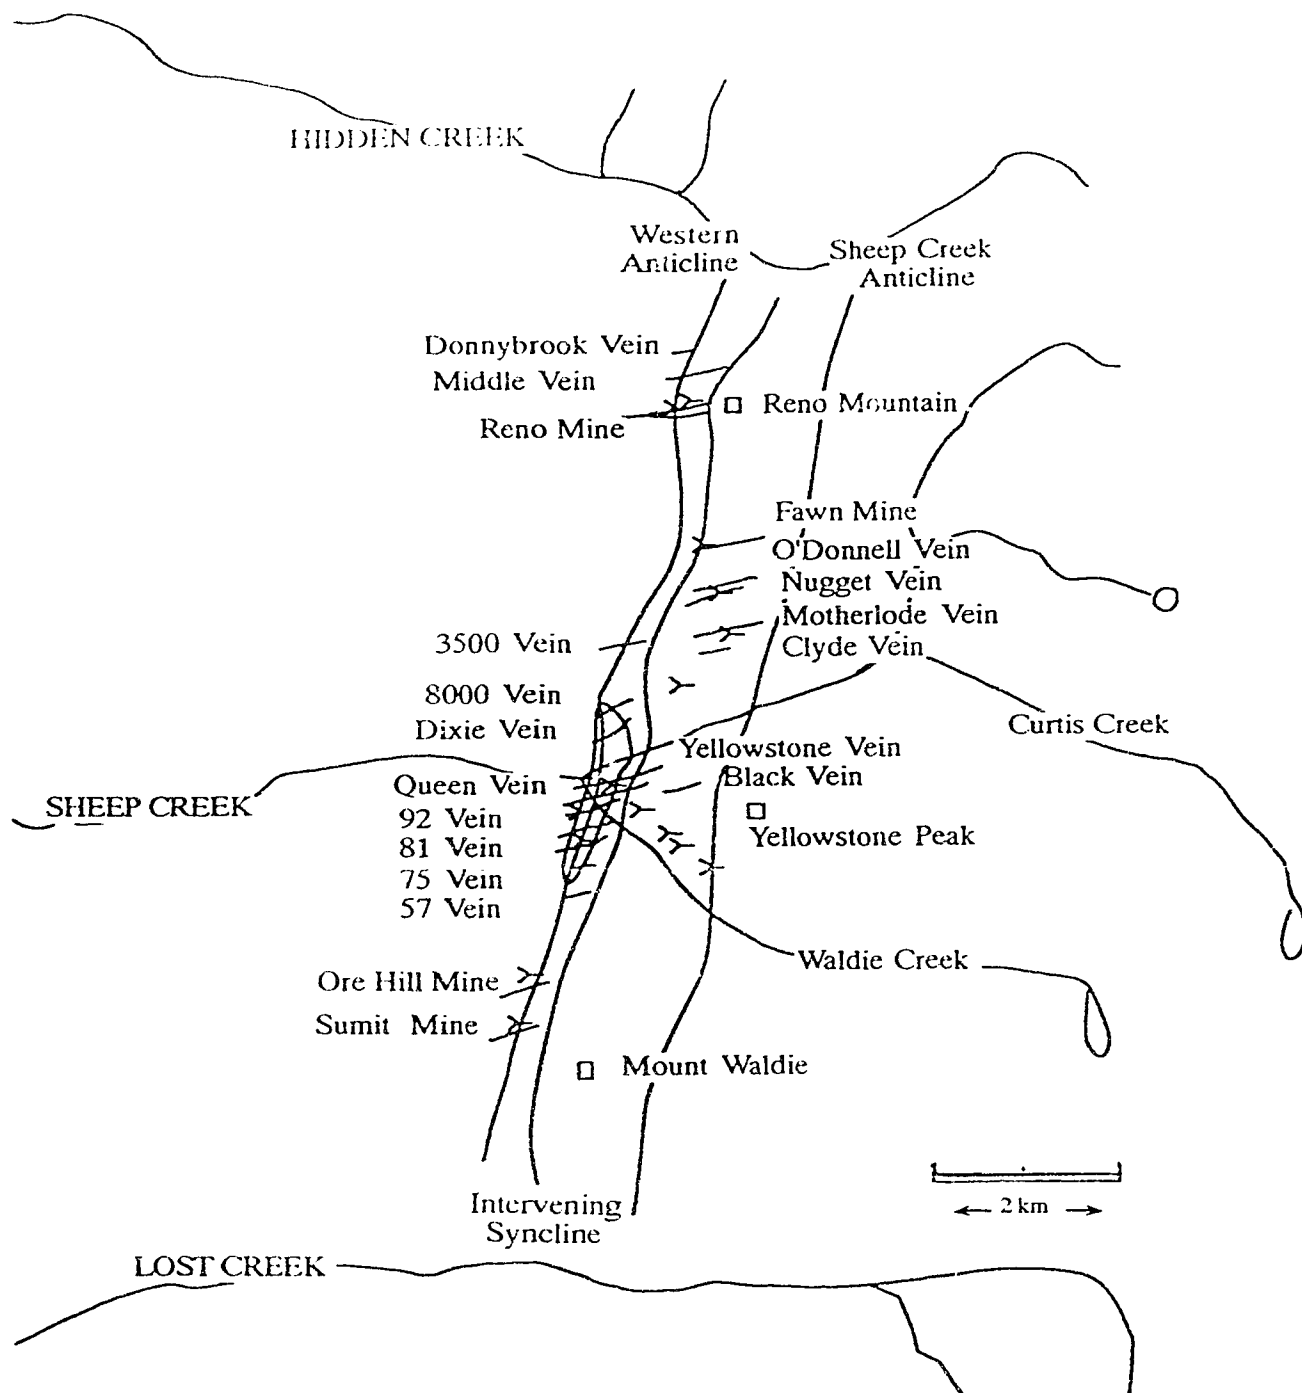 HIDDEN CREEK
Western
Anticline
Sheep Creek
Anticline
Donnybrook Vein
Middle Vein
Reno Mountain
Reno Mine
Fawn Mine
O'Donnell Vein
Nugget Vein
Motherlode Vein
3500 Vein
Clyde Vein
8000 Vein
Curtis Creek
Dixie Vein
Yellowstone Vein
Queen Vein
Black Vein
SHEEP CREEK
92 Vein
Yellowstone Peak
81 Vein
75 Vein
57 Vein
Waldie Creek
Ore Hill Mine
Sumit Mine
Mount Waldie
2 km
Intervening
Syncline
LOST CREEK